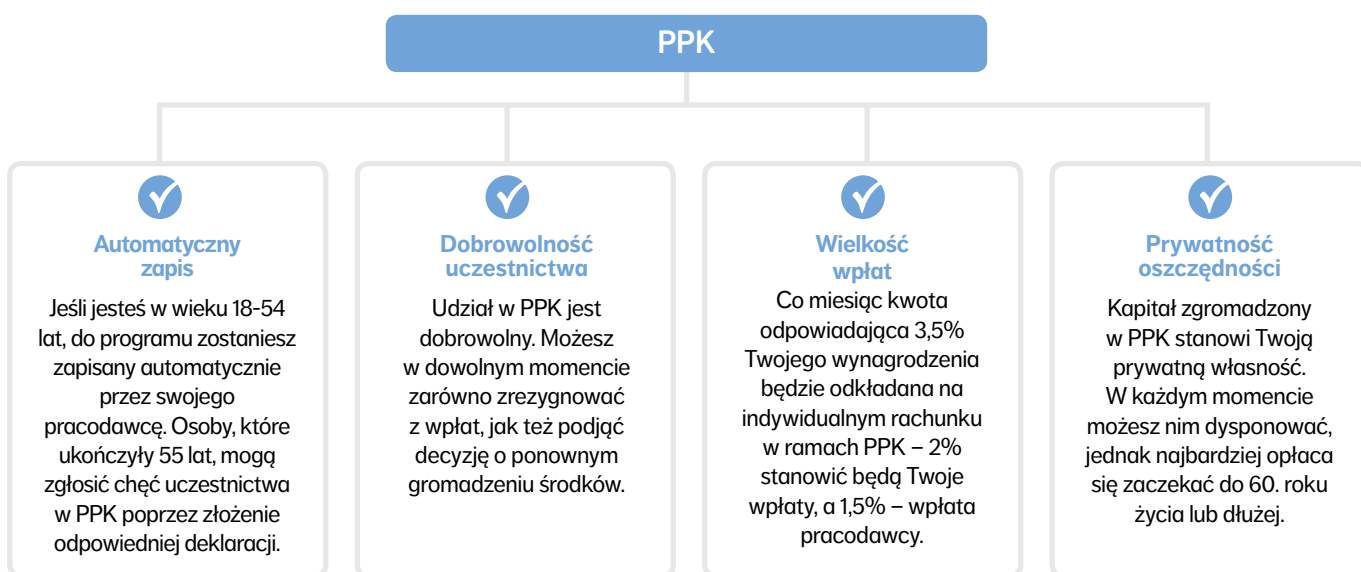 PPK
Automatyczny
zapis
Jeśli jesteś w wieku 18-54
lat, do programu zostaniesz
zapisany automatycznie
przez swojego
pracodawcę. Osoby, które
ukończyły 55 lat, mogą
zgłosić chęć uczestnictwa
w PPK poprzez złożenie
odpowiedniej deklaracji.
Dobrowolność
uczestnictwa
Udział w PPK jest
dobrowolny. Możesz
w dowolnym momencie
zarówno zrezygnować
z wpłat, jak też podjąć
decyzję o ponownym
gromadzeniu środków.
Wielkość
wpłat
Co miesiąc kwota
odpowiadająca 3,5%
Twojego wynagrodzenia
będzie odkładana na
indywidualnym rachunku
w ramach PPK – 2%
stanowić będą Twoje
wpłaty, a 1,5% – wpłata
pracodawcy.
Prywatność
oszczędności
Kapitał zgromadzony
w PPK stanowi Twoją
prywatną własność.
W każdym momencie
możesz nim dysponować,
jednak najbardziej opłaca
się zaczekać do 60. roku
życia lub dłużej.